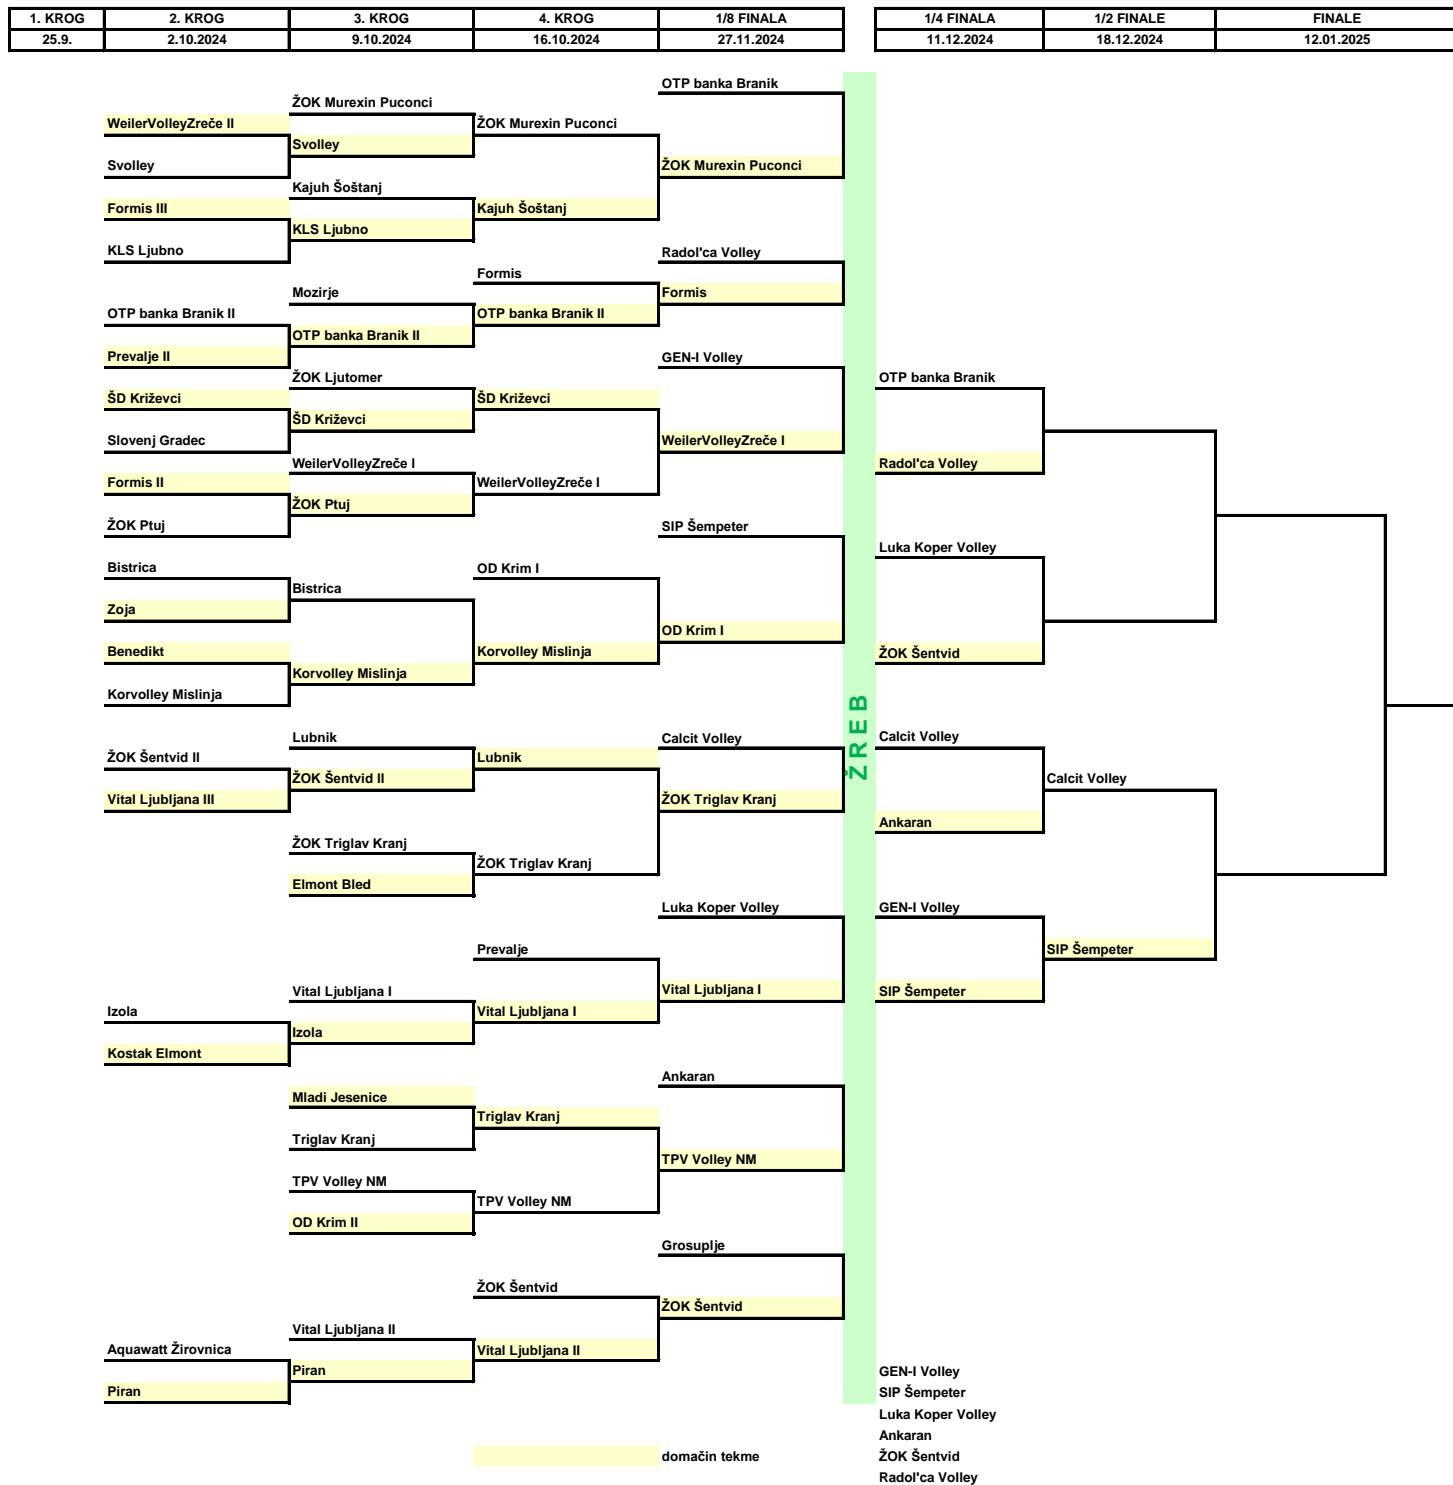 1. KROG 2. KROG 3. KROG 4. KROG 1/8 FINALA 1/4 FINALA 1/2 FINALE FINALE
25.9. 2.10.2024 9.10.2024 16.10.2024 27.11.2024 11.12.2024 18.12.2024 12.01.2025
OTP banka Branik
ŽOK Murexin Puconci
WeilerVolleyZreče II ŽOK Murexin Puconci
Svolley
Svolley ŽOK Murexin Puconci
Kajuh Šoštanj
Formis III Kajuh Šoštanj
KLS Ljubno
KLS Ljubno Radol'ca Volley
Formis
Mozirje Formis
OTP banka Branik II OTP banka Branik II
OTP banka Branik II
Prevalje II GEN-I Volley
ŽOK Ljutomer OTP banka Branik
ŠD Križevci ŠD Križevci
ŠD Križevci
Slovenj Gradec WeilerVolleyZreče I
WeilerVolleyZreče I Radol'ca Volley
Formis II WeilerVolleyZreče I
ŽOK Ptuj
ŽOK Ptuj SIP Šempeter
Luka Koper Volley
Bistrica OD Krim I
Bistrica
Zoja
OD Krim I
Benedikt Korvolley Mislinja ŽOK Šentvid
Korvolley Mislinja
Korvolley Mislinja
ŽREB
Lubnik Calcit Volley Calcit Volley
ŽOK Šentvid II Lubnik
ŽOK Šentvid II Calcit Volley
Vital Ljubljana III ŽOK Triglav Kranj
Ankaran
ŽOK Triglav Kranj
ŽOK Triglav Kranj
Elmont Bled
Luka Koper Volley GEN-I Volley
Prevalje SIP Šempeter
Vital Ljubljana I Vital Ljubljana I SIP Šempeter
Izola Vital Ljubljana I
Izola
Kostak Elmont
Ankaran
Mladi Jesenice
Triglav Kranj
Triglav Kranj
TPV Volley NM
TPV Volley NM
TPV Volley NM
OD Krim II
Grosuplje
ŽOK Šentvid
ŽOK Šentvid
Vital Ljubljana II
Aquawatt Žirovnica Vital Ljubljana II
Piran GEN-I Volley
Piran SIP Šempeter
Luka Koper Volley
Ankaran
domačin tekme ŽOK Šentvid
Radol'ca Volley